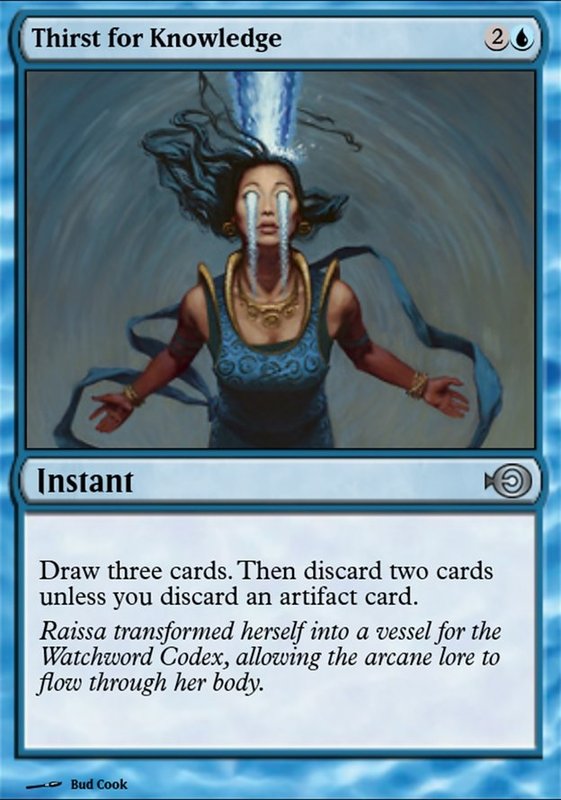 Thirst for Knowledge 2
Instant
Draw three cards. Then discard two cards
unless you discard an artifact card.
Raissa transformed herself into a vessel for the
Watchword Codex, allowing the arcane lore to
flow through her body.
Bud Cook